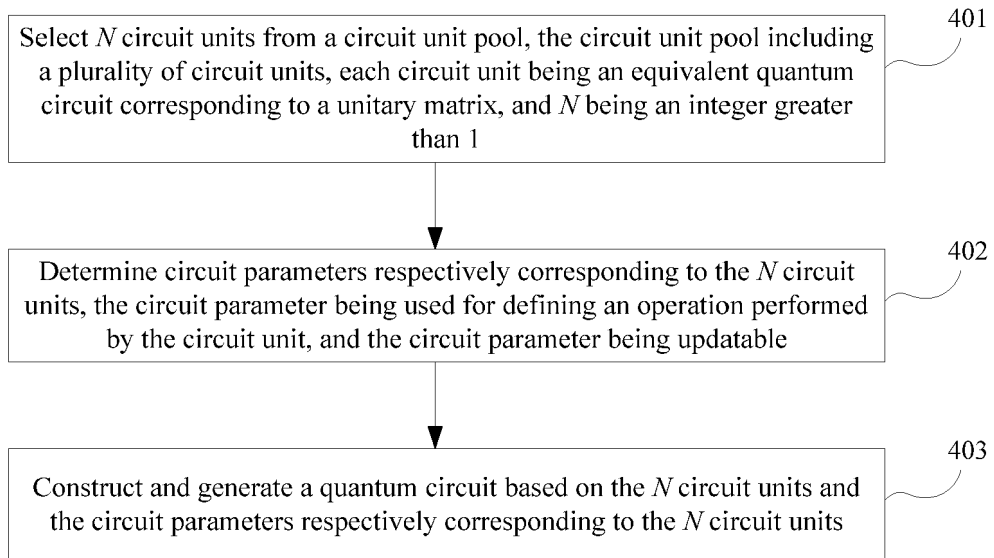 401
Select N circuit units from a circuit unit pool, the circuit unit pool including
a plurality of circuit units, each circuit unit being an equivalent quantum
circuit corresponding to a unitary matrix, and N being an integer greater
than 1
402
Determine circuit parameters respectively corresponding to the N circuit
units, the circuit parameter being used for defining an operation performed
by the circuit unit, and the circuit parameter being updatable
403
Construct and generate a quantum circuit based on the N circuit units and
the circuit parameters respectively corresponding to the N circuit units